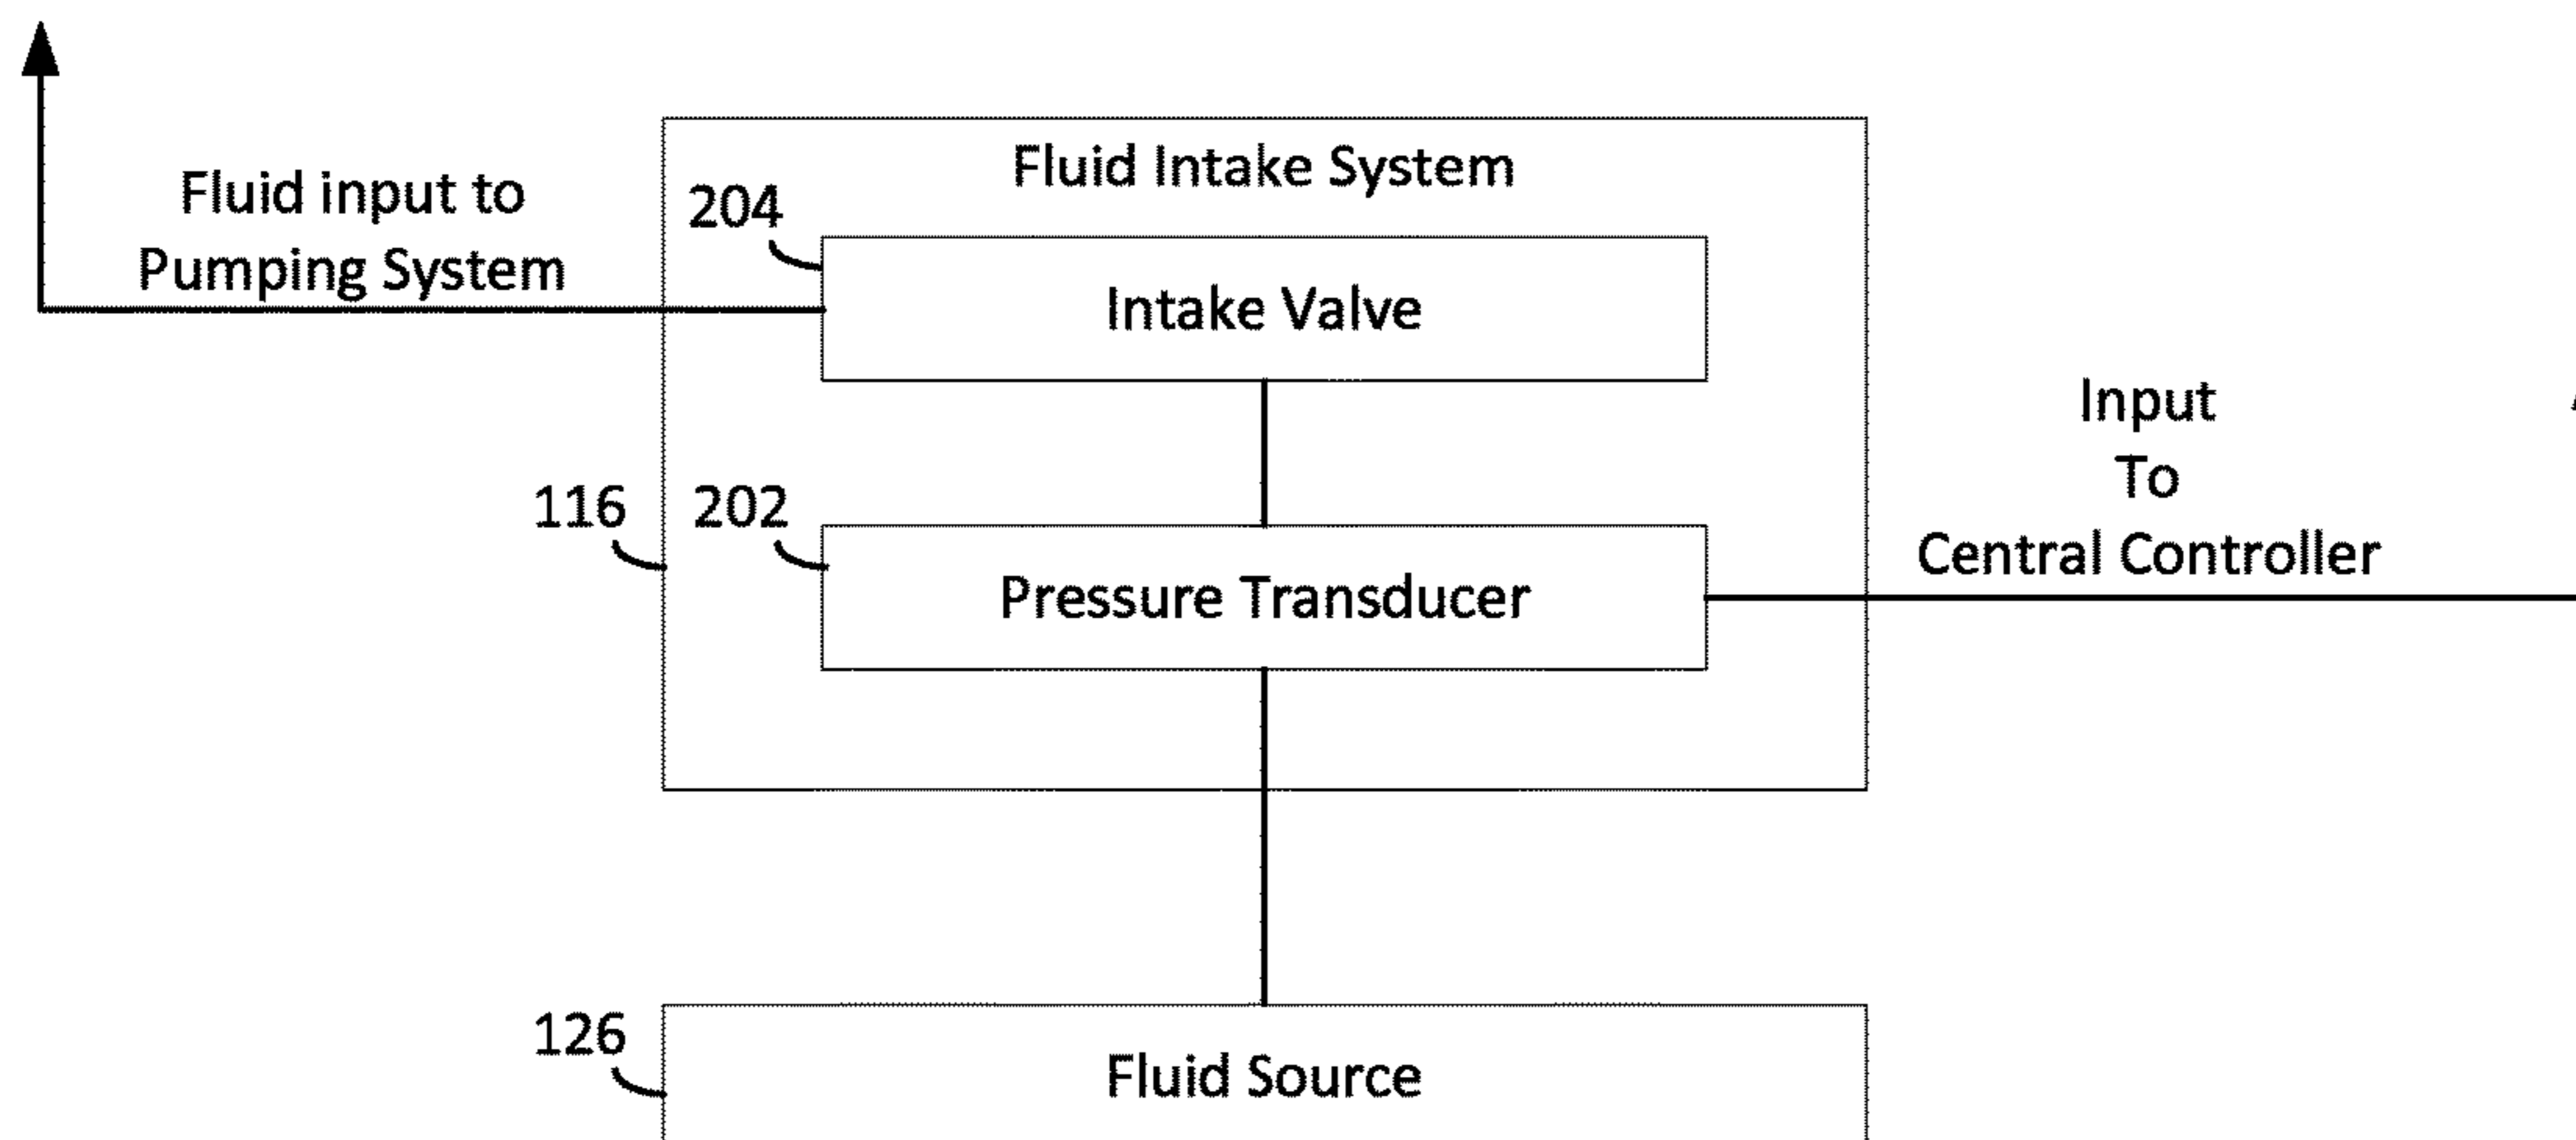 Fluid input to
Pumping System
Fluid Intake System
204
Intake Valve
116
202
Pressure Transducer
Input
To
Central Controller
126
Fluid Source